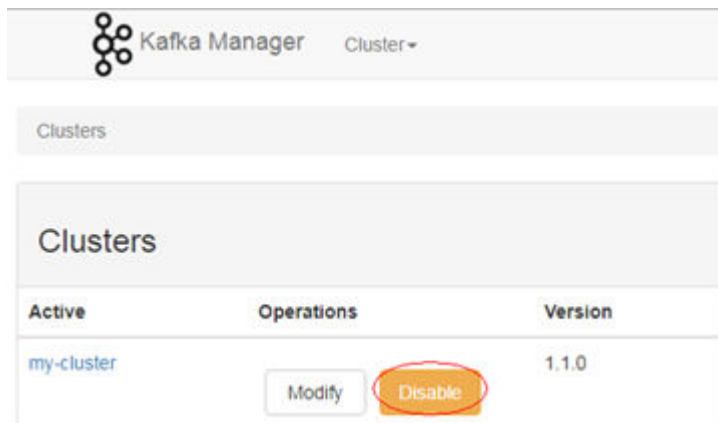 Kafka Manager Cluster
Clusters
Clusters
Active Operations Version
my-cluster Modify Disable 1.1.0